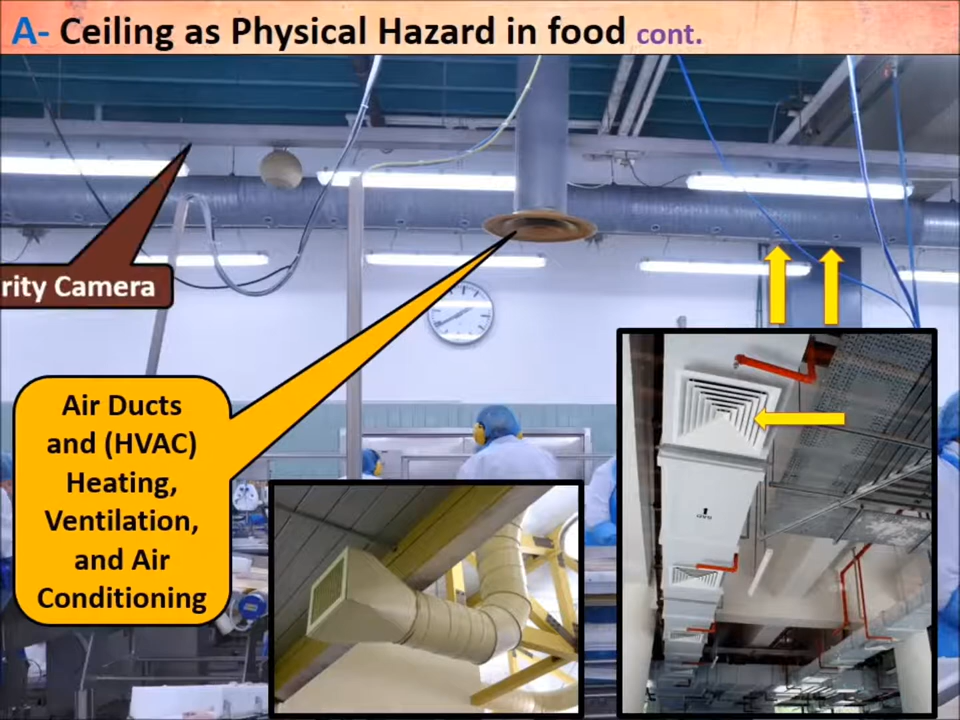 A- Ceiling as Physical Hazard in food cont.
rity Camera
Air Ducts
and (HVAC)
Heating,
Ventilation,
and Air
Conditioning